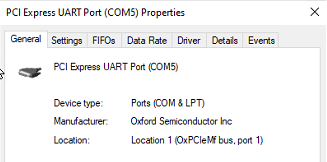 PCI Express UART Port (COM5) Properties
General Settings FIFOs Data Rate Driver Details Events
PCI Express UART Port (COM5)
Device type: Ports (COM & LPT)
Manufacturer: Oxford Semiconductor Inc
Location: Location 1 (OxPCIeMf bus, port 1)